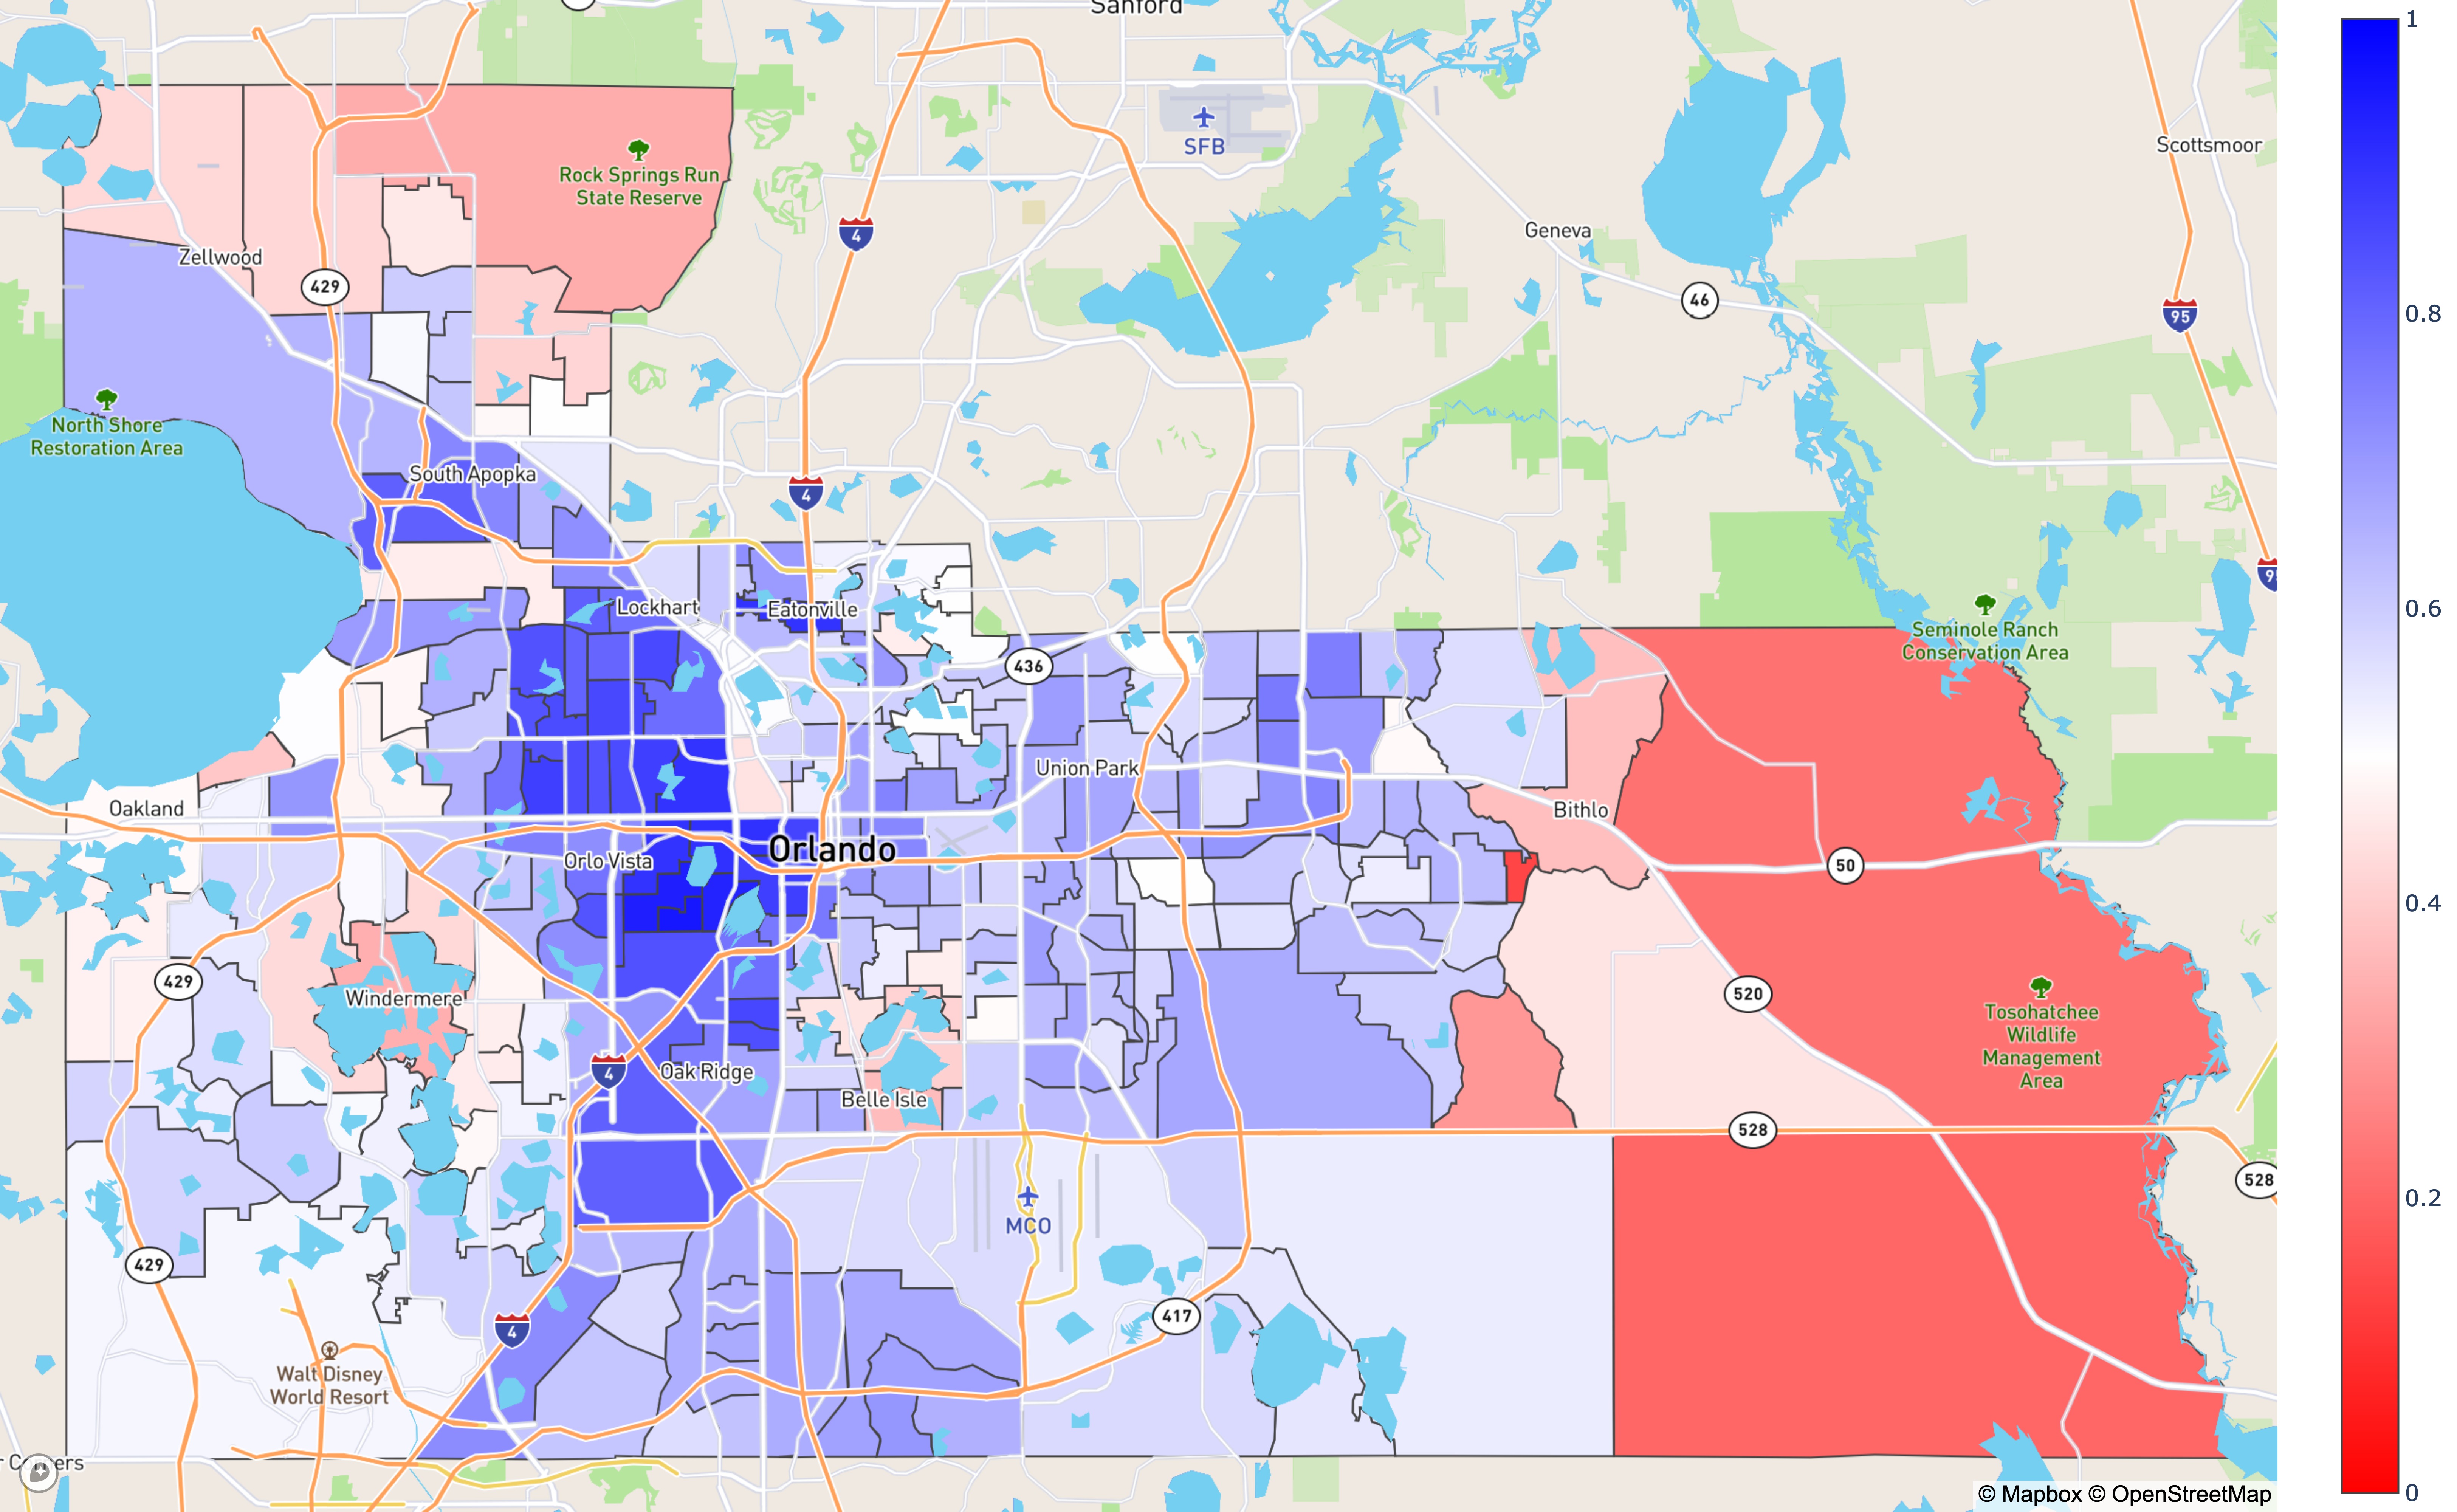 Sanford
1
SFB
Scottsmoor
Rock Springs Run
State Reserve
4
Geneva
Zellwood
429
46
95
0.8
North Shore
Restoration Area
South Apopka
4
Lockhart
Eatonville
0.6
Seminole Ranch
Conservation Area
436
Union Park
Oakland
Bithlo
Orlando
Orlo Vista
50
0.4
429
Windermere
520
Tosohatchee
Wildlife
Management
Area
4
Oak Ridge
Belle Isle
528
528
0.2
MCO
429
417
4
Walt Disney
World Resort
© Mapbox © OpenStreetMap
0